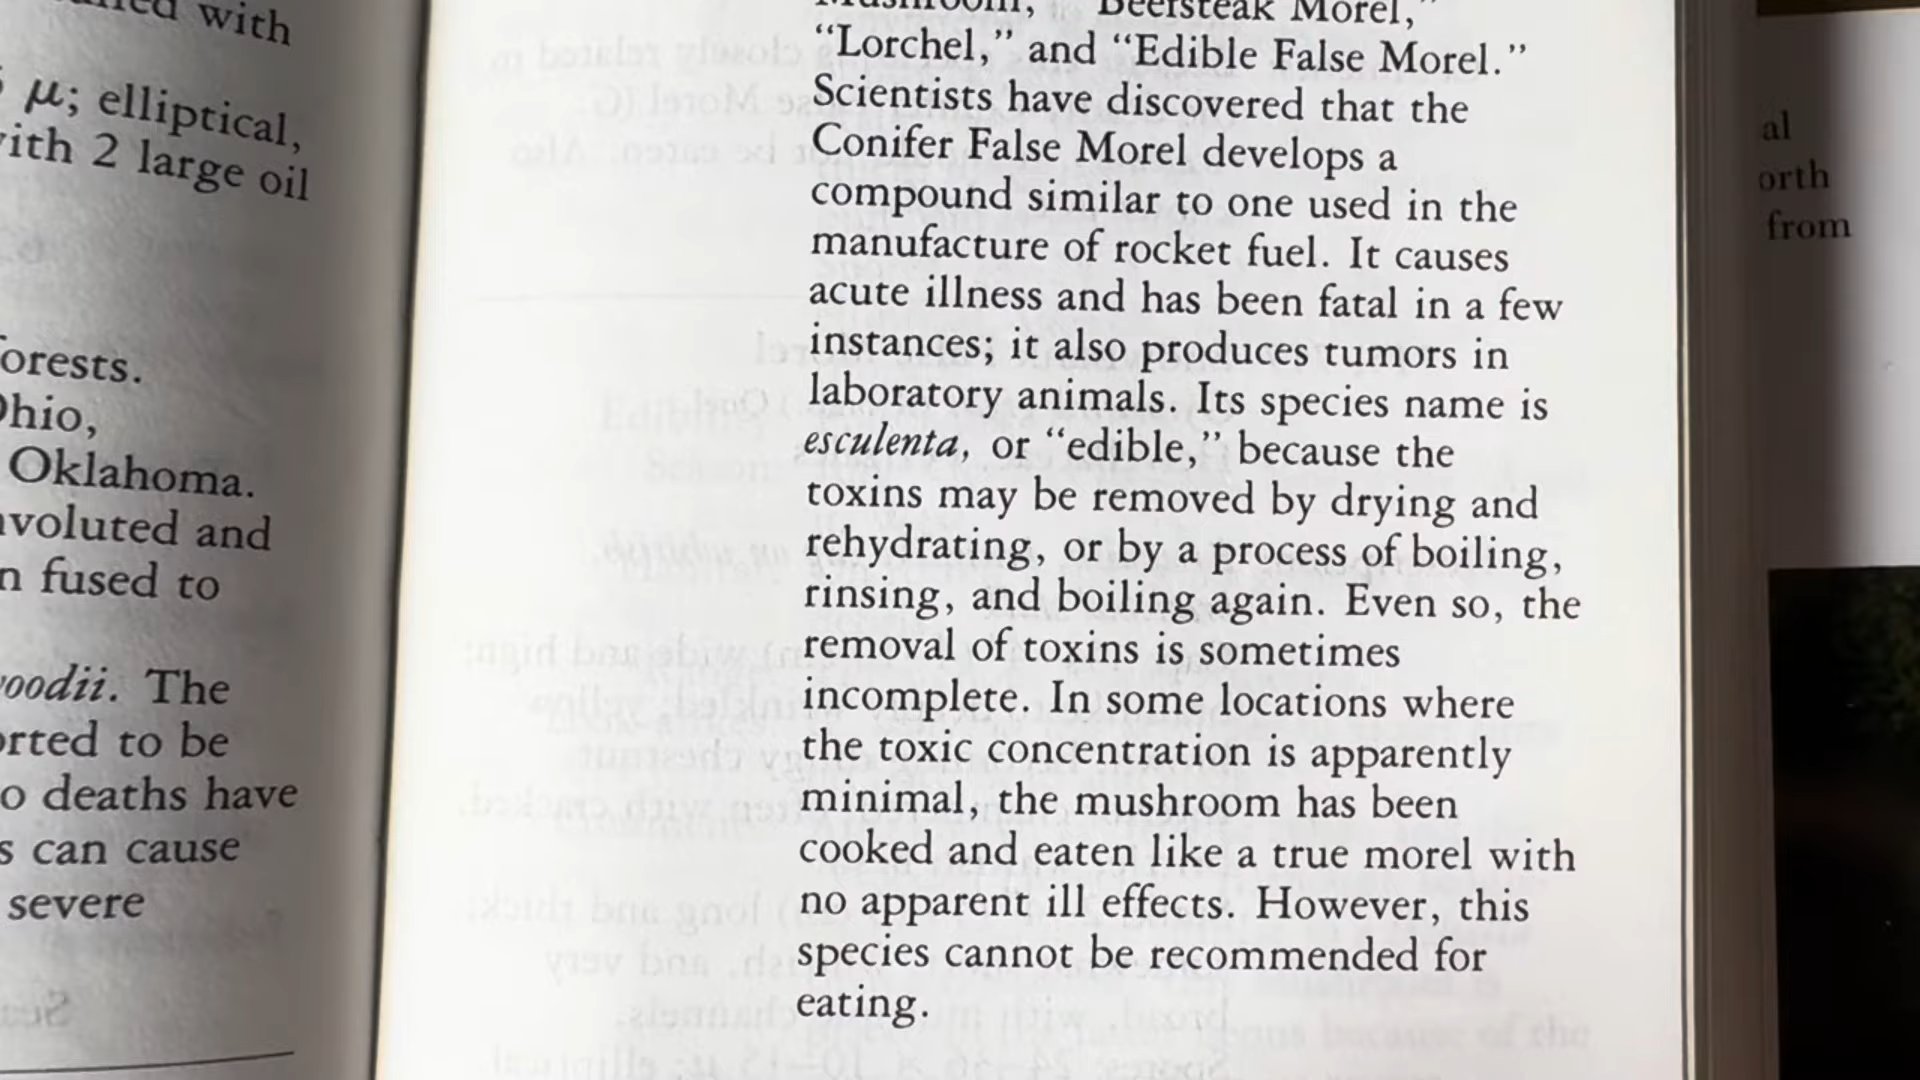 with
μ; elliptical,
with 2 large oil
forests.
Ohio,
Oklahoma.
and
fused to
The
to be
deaths have
can cause
severe
Mushroom," "Beefsteak Morel,"
"Lorchel," and "Edible False Morel."
Scientists have discovered that the
Conifer False Morel develops a
compound similar to one used in the
manufacture of rocket fuel. It causes
acute illness and has been fatal in a few
instances; it also produces tumors in
laboratory animals. Its species name is
esculenta, or "edible," because the
toxins may be removed by drying and
rehydrating, or by a process of boiling,
rinsing, and boiling again. Even so, the
removal of toxins is sometimes
incomplete. In some locations where
the toxic concentration is apparently
minimal, the mushroom has been
cooked and eaten like a true morel with
no apparent ill effects. However, this
species cannot be recommended for
eating.
al
orth
from